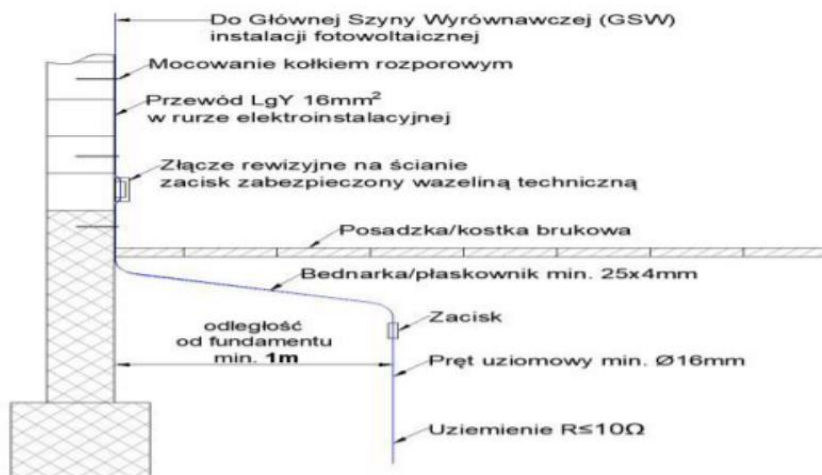 Do Głównej Szyny Wyrównawczej (GSW)
instalacji fotowoltaicznej
Mocowanie kołkiem rozporowym
Przewód LgY 16mm²
w rurze elektroinstalacyjnej
Złącze rewizyjne na ścianie
zacisk zabezpieczony wazeliną techniczną
Posadzka/kostka brukowa
Bednarka/płaskownik min. 25x4mm
odległość
od fundamentu
min. 1m
Zacisk
Pręt uziomowy min. Ø16mm
Uziemienie R≤10Ω